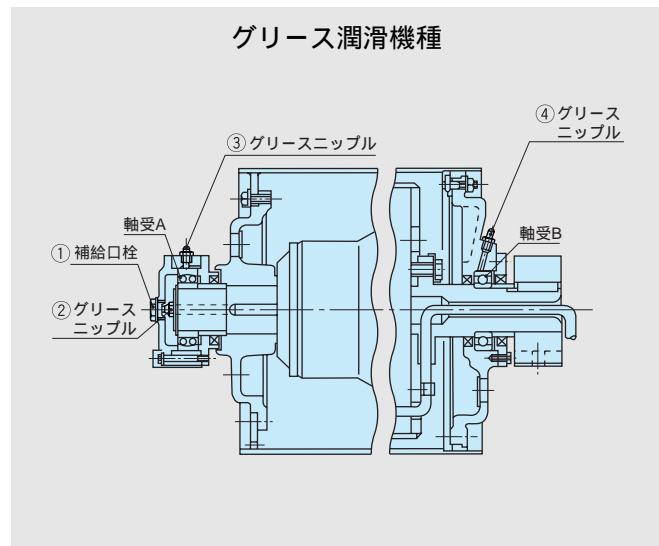 グリース潤滑機種
④グリース
ニップル
③グリースニップル
軸受A
軸受B
①補給口栓
②グリース
ニップル